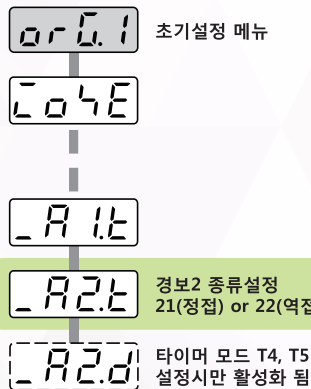 orG.1 초기설정 메뉴
_A1.t
_A2.t 경보2 종류설정
21(정접) or 22(역접
_A2.d 타이머 모드 T4, T5
설정시만 활성화 됨